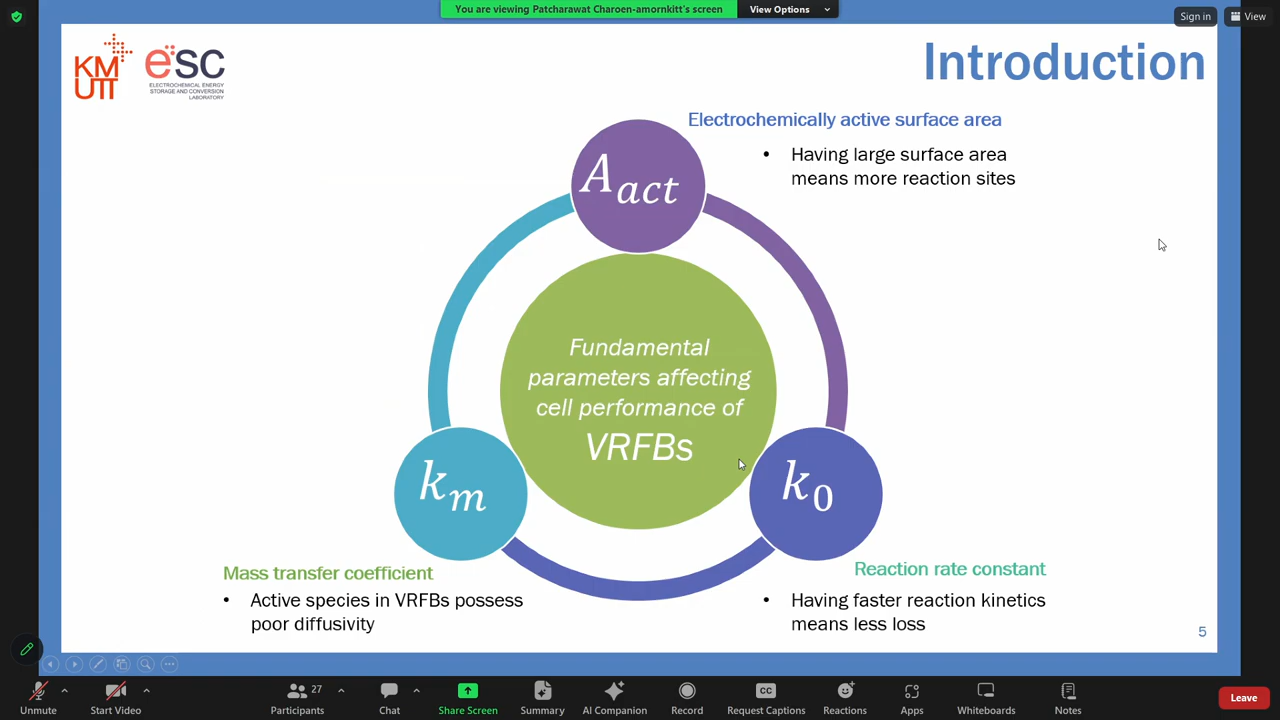 You are viewing Patcharawat Charoen-amornkitt's screen
View Options
Sign in
View
KM
UTT
esc
ELECTROCHEMICAL ENERGY
STORAGE AND CONVERSION
LABORATORY
Introduction
Electrochemically active surface area
• Having large surface area
means more reaction sites
A_act
Fundamental
parameters affecting
cell performance of
VRFBs
k_m
k_0
Mass transfer coefficient
• Active species in VRFBs possess
poor diffusivity
Reaction rate constant
• Having faster reaction kinetics
means less loss
5
Unmute
Start Video
Participants
27
Chat
Share Screen
Summary
AI Companion
Record
CC
Request Captions
Reactions
Apps
Whiteboards
Notes
Leave